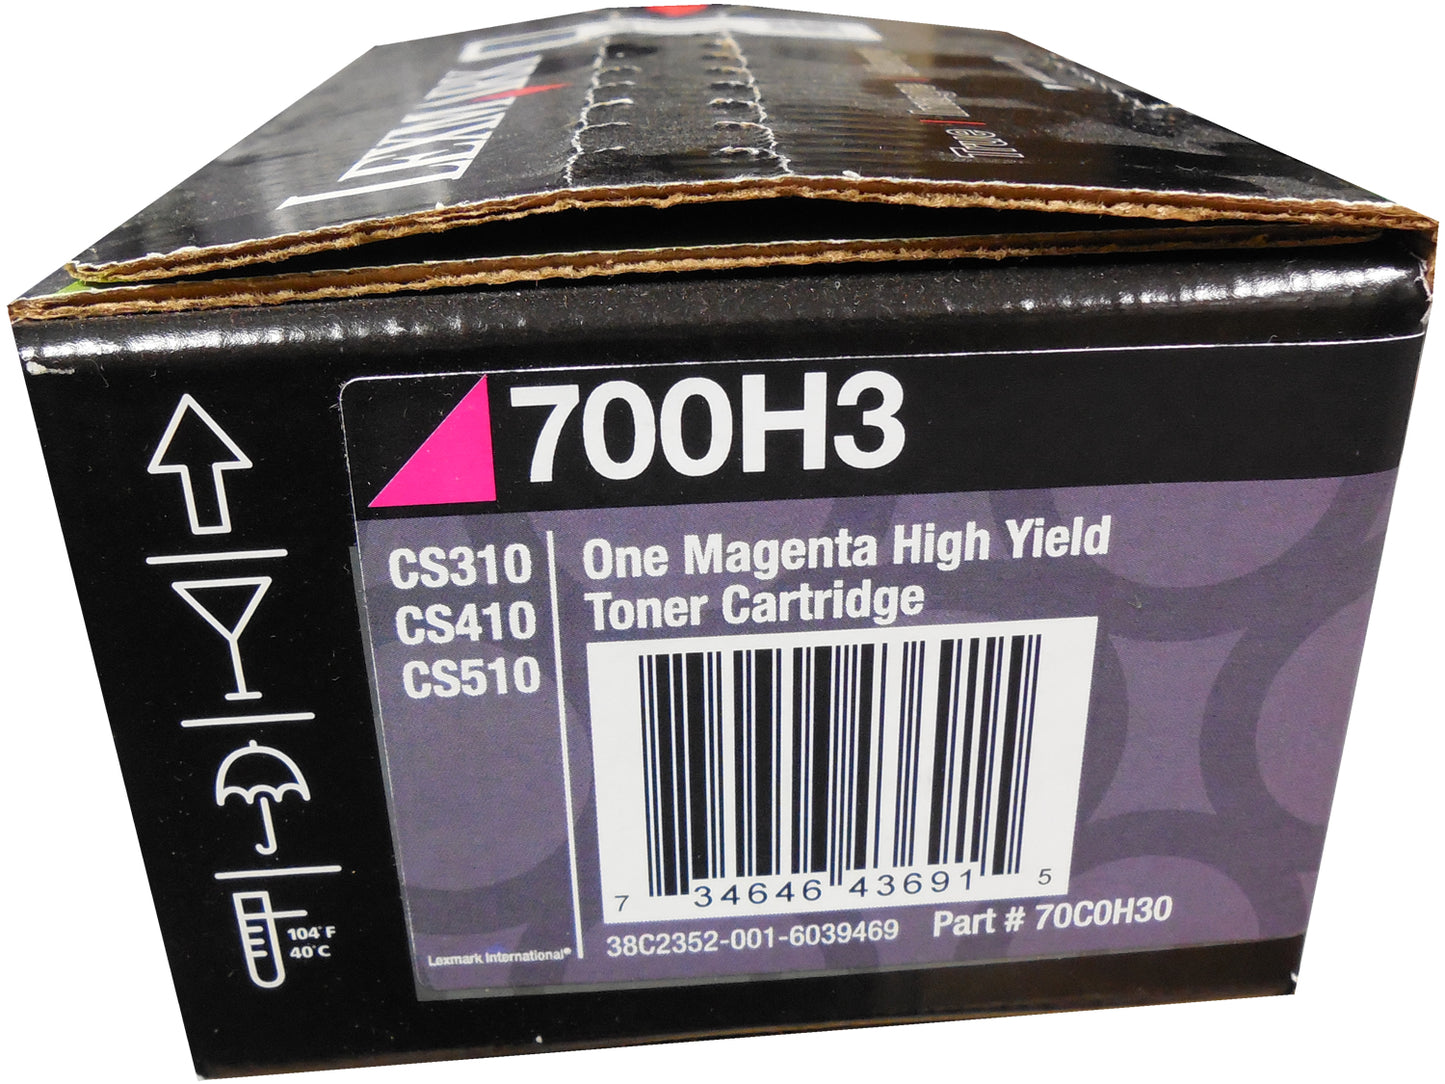 LEXMARK
700H3
CS310
CS410
CS510
One Magenta High Yield
Toner Cartridge
7 34646 43691 5
38C2352-001-6039469 Part # 70C0H30
Lexmark International®
104°F
40°C